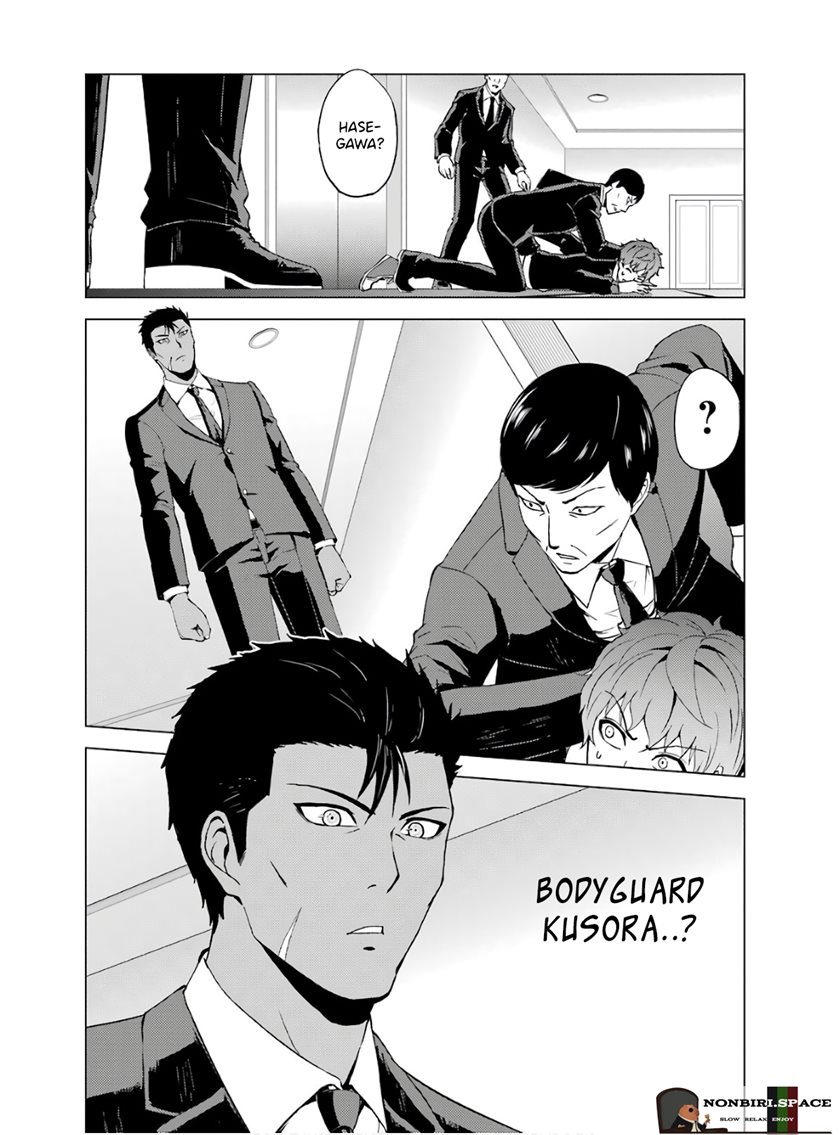 HASE-
GAWA?
?
BODYGUARD
KUSORA..?
NONBIRI.SPACE
SLOW RELAX ENJOY